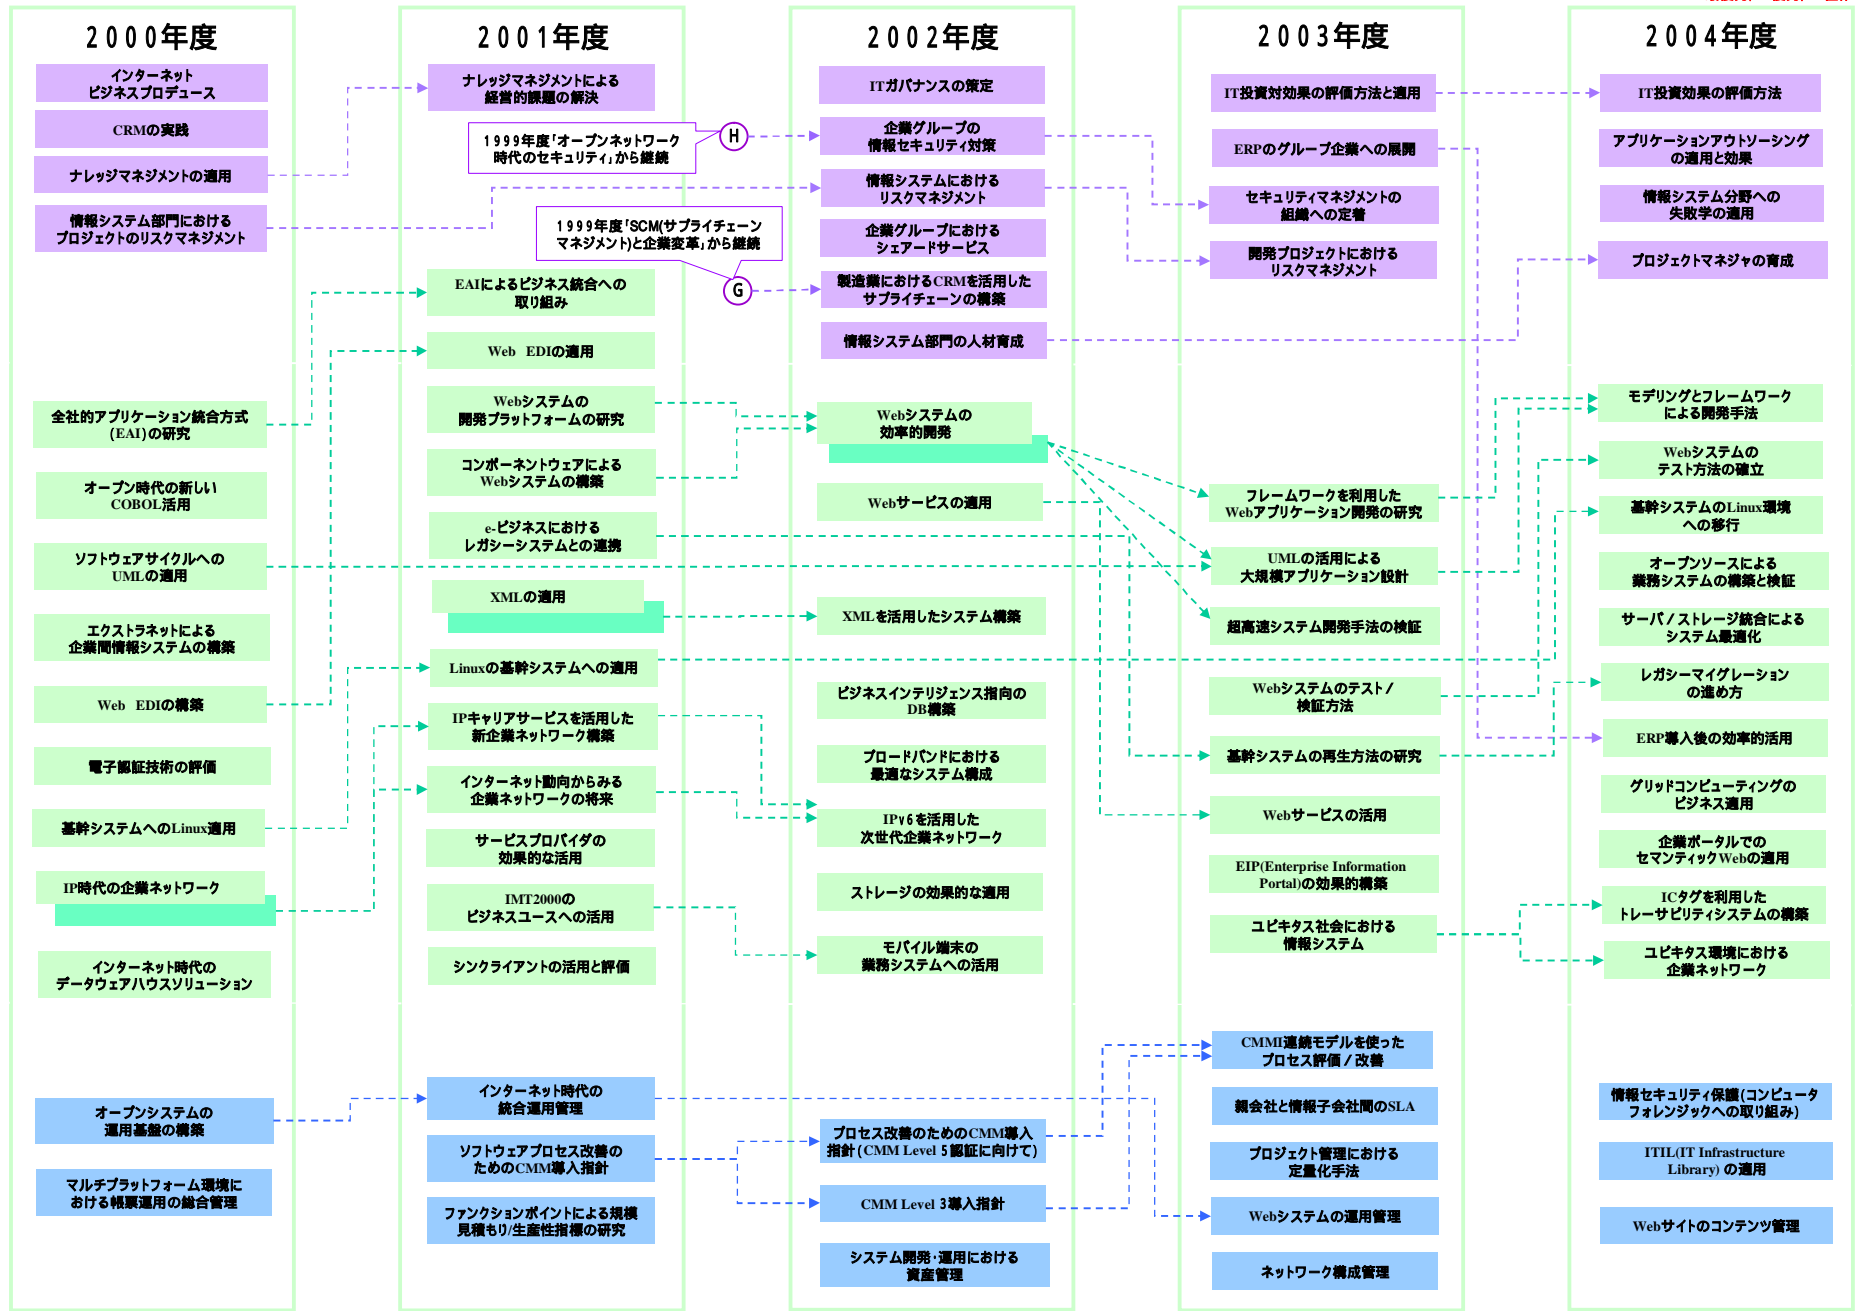 2000年度
インターネット
ビジネスプロデュース
CRMの実践
ナレッジマネジメントの適用
情報システム部門における
プロジェクトのリスクマネジメント
全社的アプリケーション統合方式
(EAI)の研究
オープン時代の新しい
COBOL活用
ソフトウェアサイクルへの
UMLの適用
エクストラネットによる
企業間情報システムの構築
Web EDIの構築
電子認証技術の評価
基幹システムへのLinux適用
IP時代の企業ネットワーク
インターネット時代の
データウェアハウスソリューション
オープンシステムの
運用基盤の構築
マルチプラットフォーム環境に
おける帳票運用の総合管理
2001年度
ナレッジマネジメントによる
経営的課題の解決
1999年度「オープンネットワーク
時代のセキュリティ」から継続
H
1999年度「SCM(サプライチェーン
マネジメント)と企業変革」から継続
G
EAIによるビジネス統合への
取り組み
Web EDIの適用
Webシステムの
開発プラットフォームの研究
コンポーネントウェアによる
Webシステムの構築
e-ビジネスにおける
レガシーシステムとの連携
XMLの適用
Linuxの基幹システムへの適用
IPキャリアサービスを活用した
新企業ネットワーク構築
インターネット動向からみる
企業ネットワークの将来
サービスプロバイダの
効果的な活用
IMT2000の
ビジネスユースへの活用
シンクライアントの活用と評価
インターネット時代の
統合運用管理
ソフトウェアプロセス改善の
ためのCMM導入指針
ファンクションポイントによる規模
見積もり/生産性指標の研究
2002年度
ITガバナンスの策定
企業グループの
情報セキュリティ対策
情報システムにおける
リスクマネジメント
企業グループにおける
シェアードサービス
製造業におけるCRMを活用した
サプライチェーンの構築
情報システム部門の人材育成
Webシステムの
効率的開発
Webサービスの適用
XMLを活用したシステム構築
ビジネスインテリジェンス指向の
DB構築
ブロードバンドにおける
最適なシステム構成
IPv6を活用した
次世代企業ネットワーク
ストレージの効果的な適用
モバイル端末の
業務システムへの活用
プロセス改善のためのCMM導入
指針(CMM Level 5認証に向けて)
CMM Level 3導入指針
システム開発・運用における
資産管理
2003年度
IT投資対効果の評価方法と適用
ERPのグループ企業への展開
セキュリティマネジメントの
組織への定着
開発プロジェクトにおける
リスクマネジメント
フレームワークを利用した
Webアプリケーション開発の研究
UMLの活用による
大規模アプリケーション設計
超高速システム開発手法の検証
Webシステムのテスト/
検証方法
基幹システムの再生方法の研究
Webサービスの活用
EIP(Enterprise Information
Portal)の効果的構築
ユビキタス社会における
情報システム
CMMI連続モデルを使った
プロセス評価/改善
親会社と情報子会社間のSLA
プロジェクト管理における
定量化手法
Webシステムの運用管理
ネットワーク構成管理
2004年度
IT投資効果の評価方法
アプリケーションアウトソーシング
の適用と効果
情報システム分野への
失敗学の適用
プロジェクトマネジャの育成
モデリングとフレームワーク
による開発手法
Webシステムの
テスト方法の確立
基幹システムのLinux環境
への移行
オープンソースによる
業務システムの構築と検証
サーバ/ストレージ統合による
システム最適化
レガシーマイグレーション
の進め方
ERP導入後の効率的活用
グリッドコンピューティングの
ビジネス適用
企業ポータルでの
セマンティックWebの適用
ICタグを利用した
トレーサビリティシステムの構築
ユビキタス環境における
企業ネットワーク
情報セキュリティ保護(コンピュータ
フォレンジックへの取り組み)
ITIL(IT Infrastructure
Library) の適用
Webサイトのコンテンツ管理